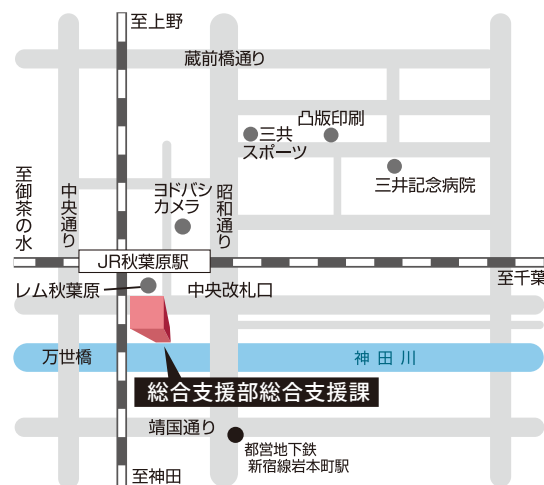 至上野
蔵前橋通り
凸版印刷
三共
スポーツ
三井記念病院
至御茶の水
中央通り
ヨドバシ
カメラ
昭和通り
JR秋葉原駅
至千葉
レム秋葉原
中央改札口
万世橋
神田川
総合支援部総合支援課
靖国通り
都営地下鉄
新宿線岩本町駅
至神田